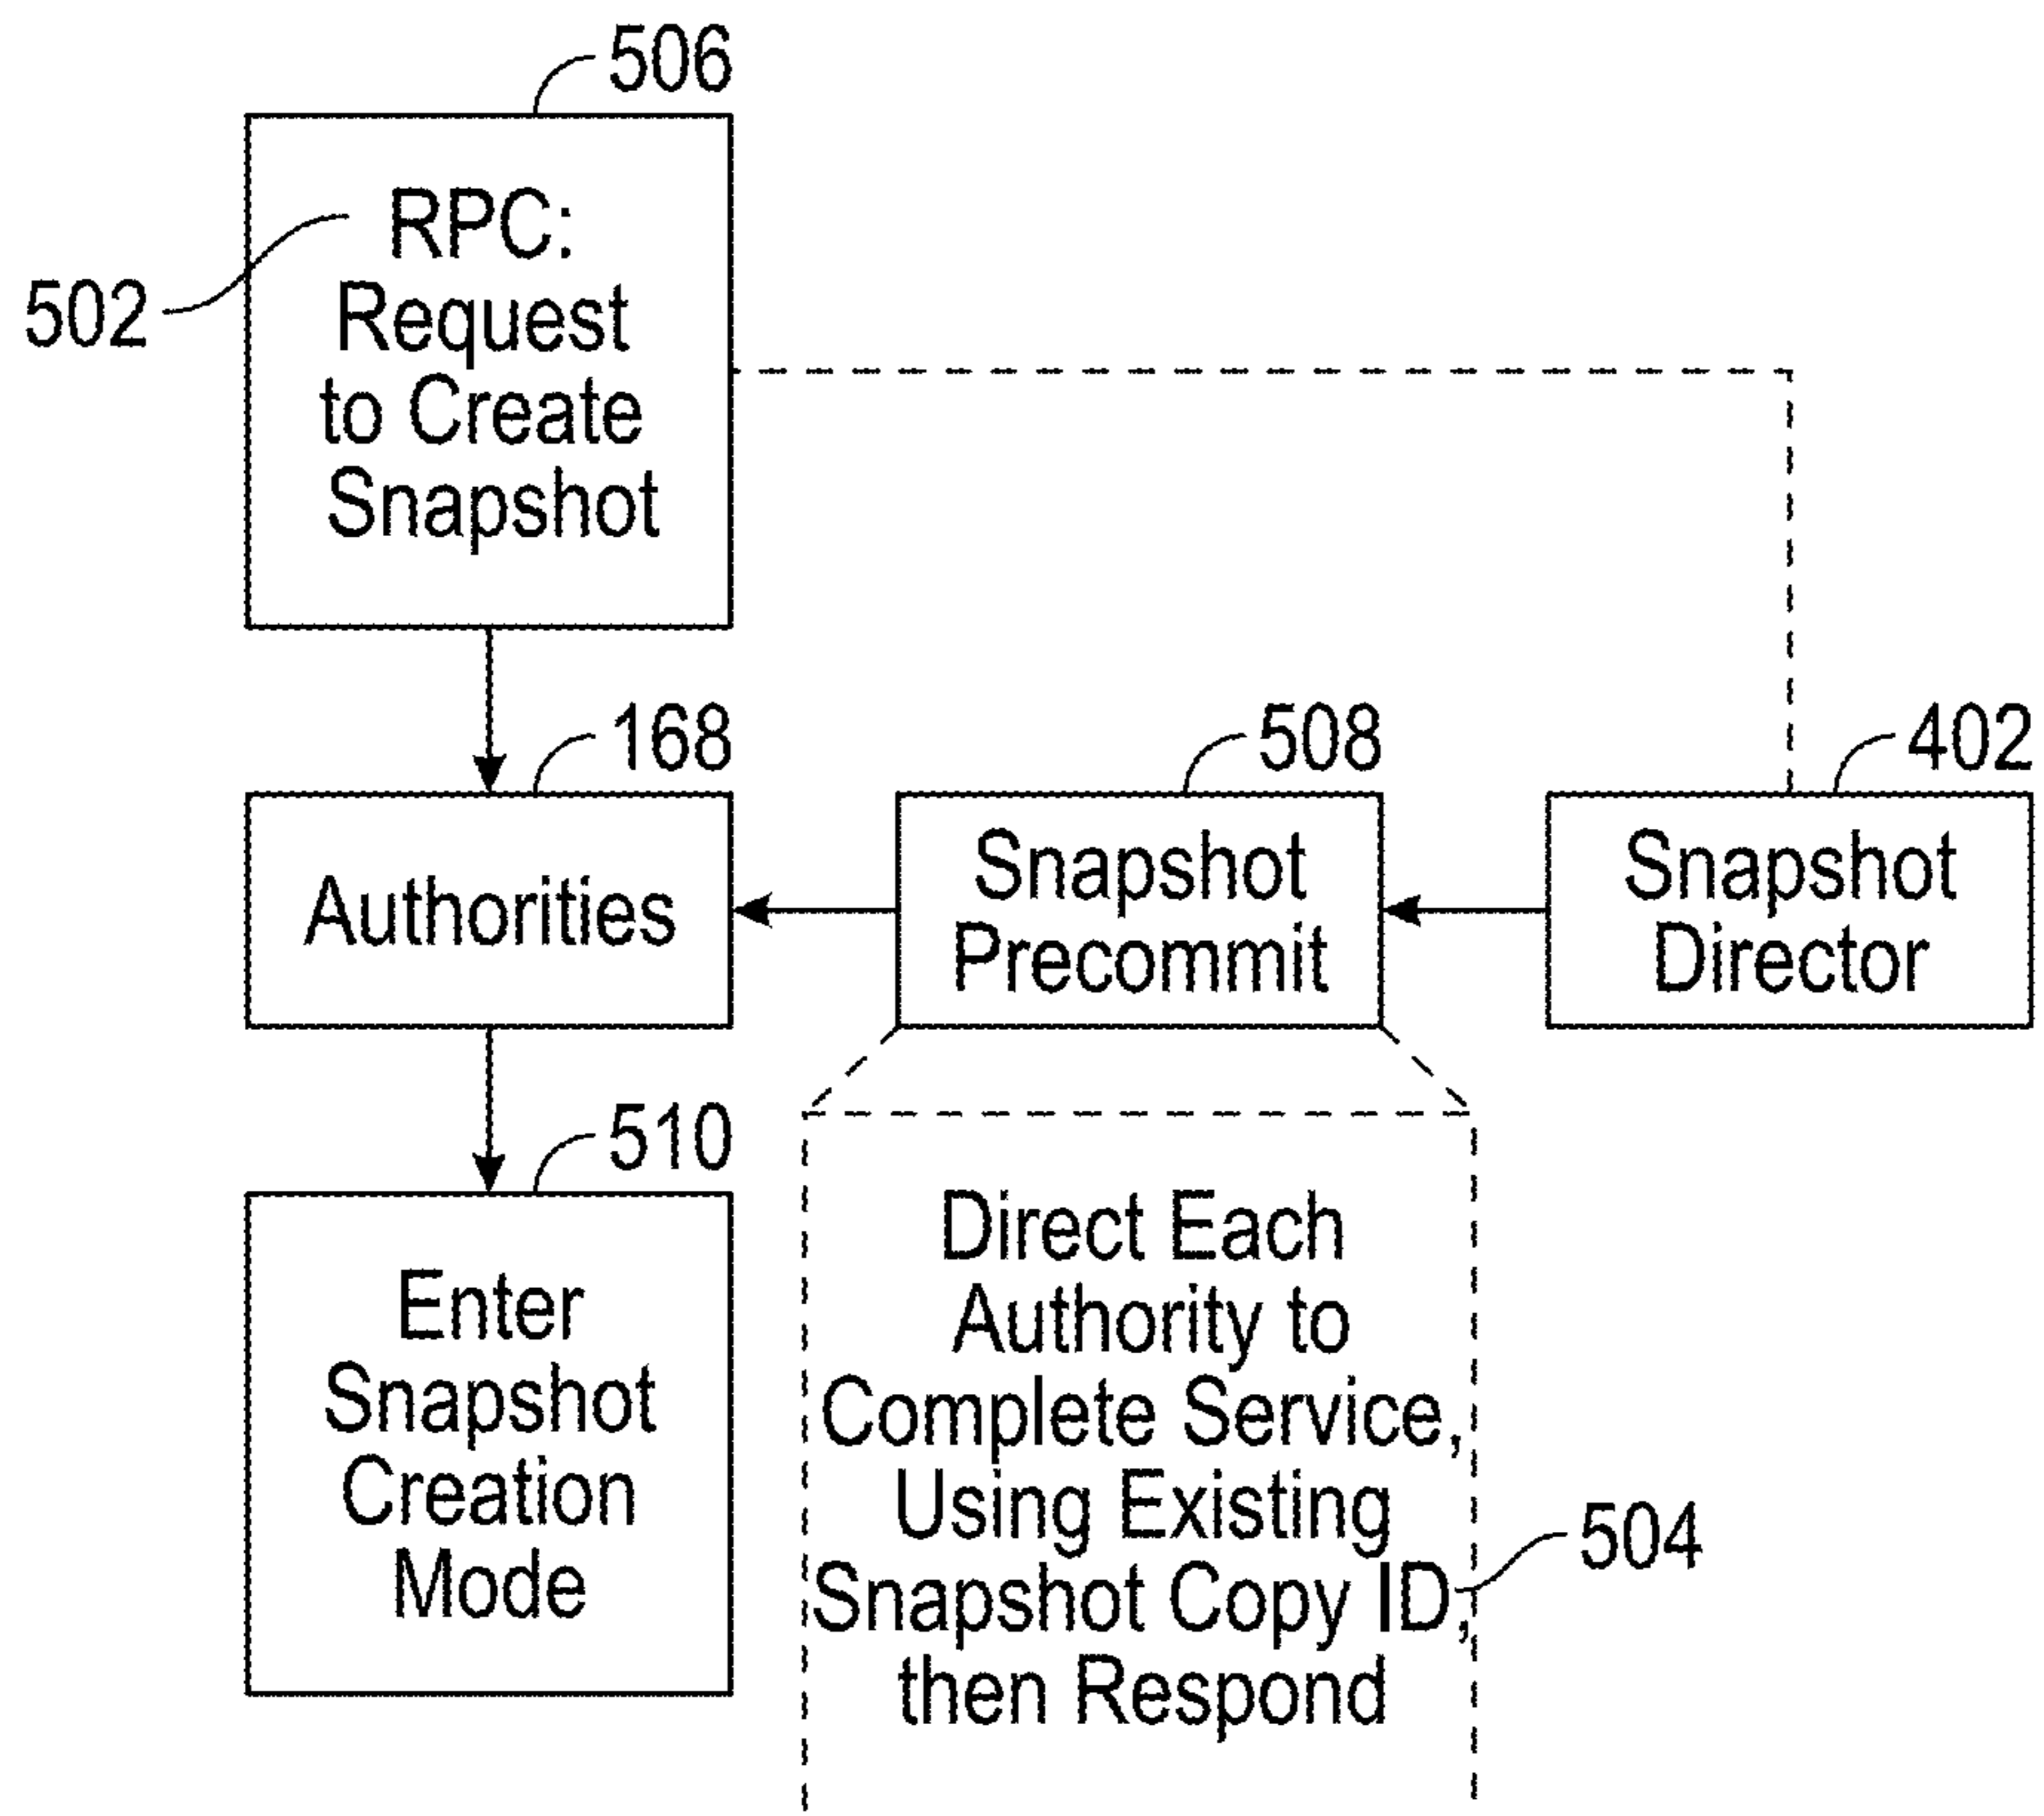 506
RPC:
Request
to Create
Snapshot
502
168
508
402
Authorities
Snapshot
Precommit
Snapshot
Director
510
Enter
Snapshot
Creation
Mode
Direct Each
Authority to
Complete Service,
Using Existing
Snapshot Copy ID,
then Respond
504